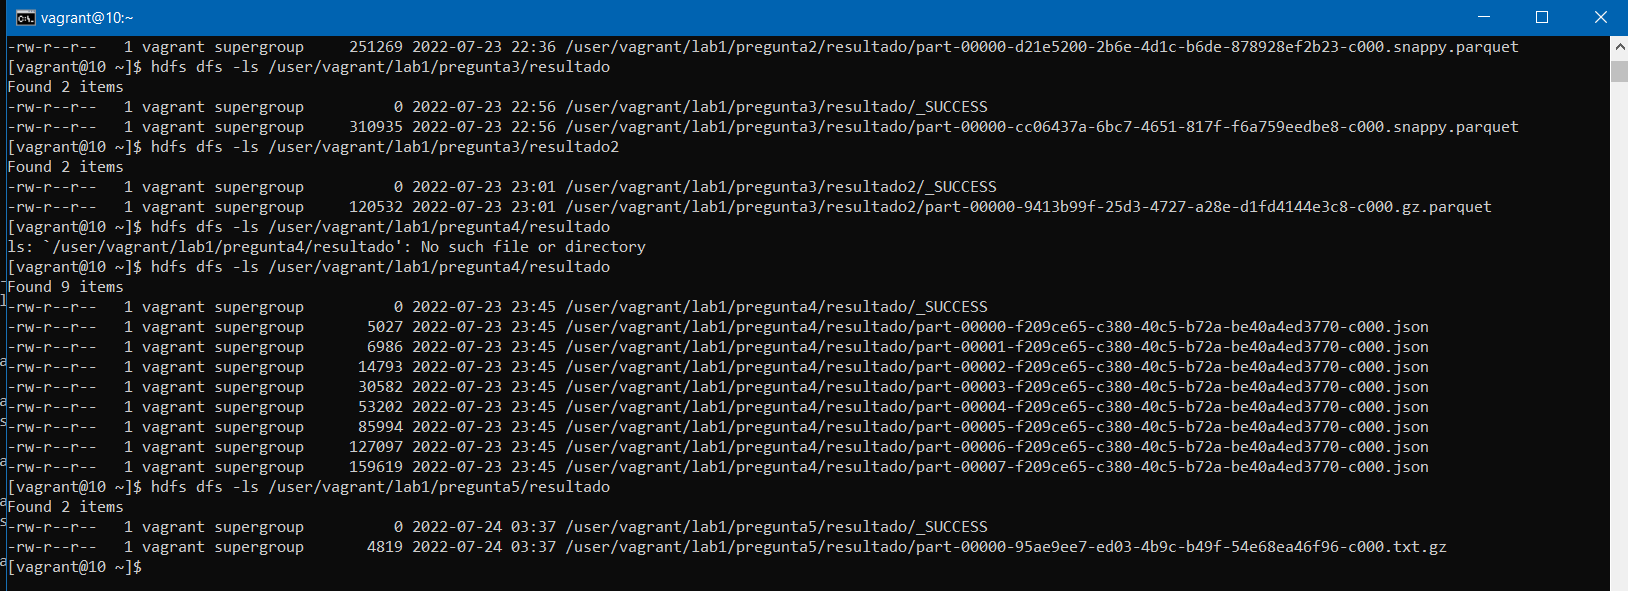 vagrant@10:~
-rw-r--r--   1 vagrant supergroup     251269 2022-07-23 22:36 /user/vagrant/lab1/pregunta2/resultado/part-00000-d21e5200-2b6e-4d1c-b6de-878928ef2b23-c000.snappy.parquet
[vagrant@10 ~]$ hdfs dfs -ls /user/vagrant/lab1/pregunta3/resultado
Found 2 items
-rw-r--r--   1 vagrant supergroup          0 2022-07-23 22:56 /user/vagrant/lab1/pregunta3/resultado/_SUCCESS
-rw-r--r--   1 vagrant supergroup     310935 2022-07-23 22:56 /user/vagrant/lab1/pregunta3/resultado/part-00000-cc06437a-6bc7-4651-817f-f6a759eedbe8-c000.snappy.parquet
[vagrant@10 ~]$ hdfs dfs -ls /user/vagrant/lab1/pregunta3/resultado2
Found 2 items
-rw-r--r--   1 vagrant supergroup          0 2022-07-23 23:01 /user/vagrant/lab1/pregunta3/resultado2/_SUCCESS
-rw-r--r--   1 vagrant supergroup     120532 2022-07-23 23:01 /user/vagrant/lab1/pregunta3/resultado2/part-00000-9413b99f-25d3-4727-a28e-d1fd4144e3c8-c000.gz.parquet
[vagrant@10 ~]$ hdfs dfs -ls /user/vagrant/lab1/pregunta4/resultado
ls: `/user/vagrant/lab1/pregunta4/resultado': No such file or directory
[vagrant@10 ~]$ hdfs dfs -ls /user/vagrant/lab1/pregunta4/resultado
Found 9 items
-rw-r--r--   1 vagrant supergroup          0 2022-07-23 23:45 /user/vagrant/lab1/pregunta4/resultado/_SUCCESS
-rw-r--r--   1 vagrant supergroup       5027 2022-07-23 23:45 /user/vagrant/lab1/pregunta4/resultado/part-00000-f209ce65-c380-40c5-b72a-be40a4ed3770-c000.json
-rw-r--r--   1 vagrant supergroup       6986 2022-07-23 23:45 /user/vagrant/lab1/pregunta4/resultado/part-00001-f209ce65-c380-40c5-b72a-be40a4ed3770-c000.json
-rw-r--r--   1 vagrant supergroup      14793 2022-07-23 23:45 /user/vagrant/lab1/pregunta4/resultado/part-00002-f209ce65-c380-40c5-b72a-be40a4ed3770-c000.json
-rw-r--r--   1 vagrant supergroup      30582 2022-07-23 23:45 /user/vagrant/lab1/pregunta4/resultado/part-00003-f209ce65-c380-40c5-b72a-be40a4ed3770-c000.json
-rw-r--r--   1 vagrant supergroup      53202 2022-07-23 23:45 /user/vagrant/lab1/pregunta4/resultado/part-00004-f209ce65-c380-40c5-b72a-be40a4ed3770-c000.json
-rw-r--r--   1 vagrant supergroup      85994 2022-07-23 23:45 /user/vagrant/lab1/pregunta4/resultado/part-00005-f209ce65-c380-40c5-b72a-be40a4ed3770-c000.json
-rw-r--r--   1 vagrant supergroup     127097 2022-07-23 23:45 /user/vagrant/lab1/pregunta4/resultado/part-00006-f209ce65-c380-40c5-b72a-be40a4ed3770-c000.json
-rw-r--r--   1 vagrant supergroup     159619 2022-07-23 23:45 /user/vagrant/lab1/pregunta4/resultado/part-00007-f209ce65-c380-40c5-b72a-be40a4ed3770-c000.json
[vagrant@10 ~]$ hdfs dfs -ls /user/vagrant/lab1/pregunta5/resultado
Found 2 items
-rw-r--r--   1 vagrant supergroup          0 2022-07-24 03:37 /user/vagrant/lab1/pregunta5/resultado/_SUCCESS
-rw-r--r--   1 vagrant supergroup       4819 2022-07-24 03:37 /user/vagrant/lab1/pregunta5/resultado/part-00000-95ae9ee7-ed03-4b9c-b49f-54e68ea46f96-c000.txt.gz
[vagrant@10 ~]$